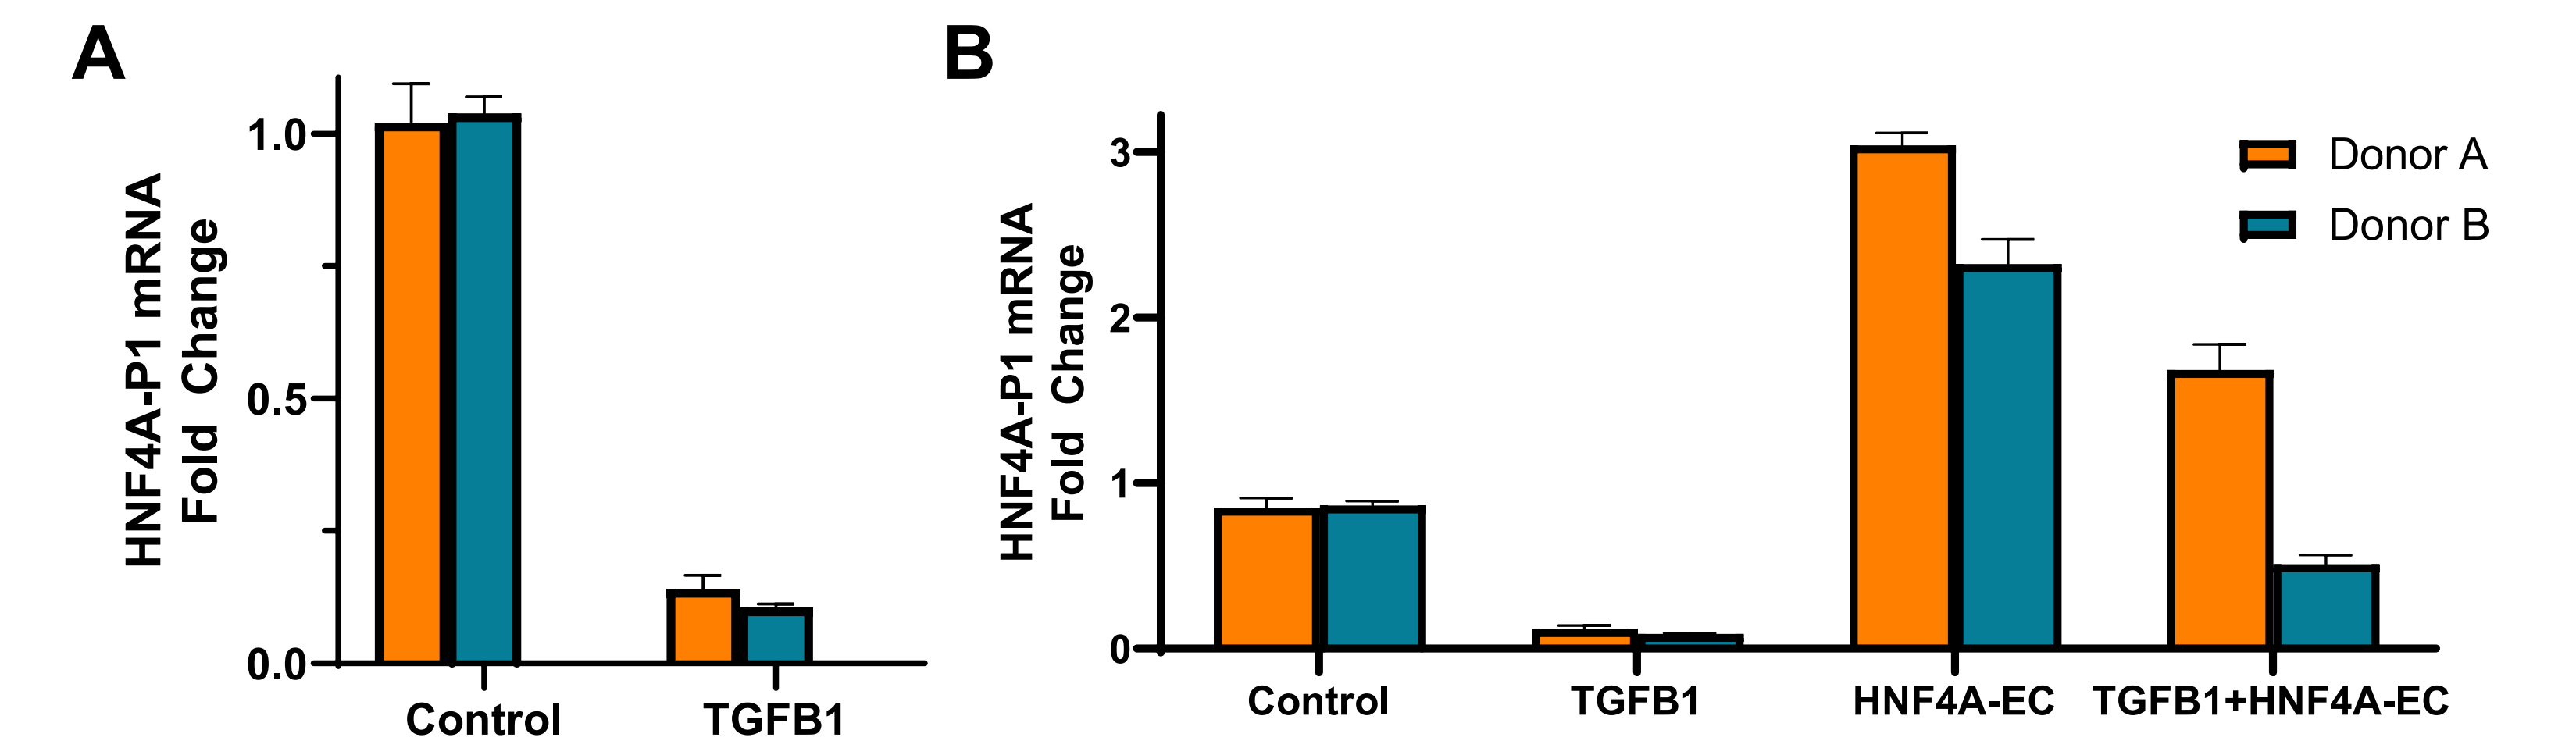 A
HNF4A-P1 mRNA
Fold Change
1.0
0.5
0.0
Control TGFB1
B
HNF4A-P1 mRNA
Fold Change
3
2
1
0
Control TGFB1 HNF4A-EC TGFB1+HNF4A-EC
Donor A
Donor B